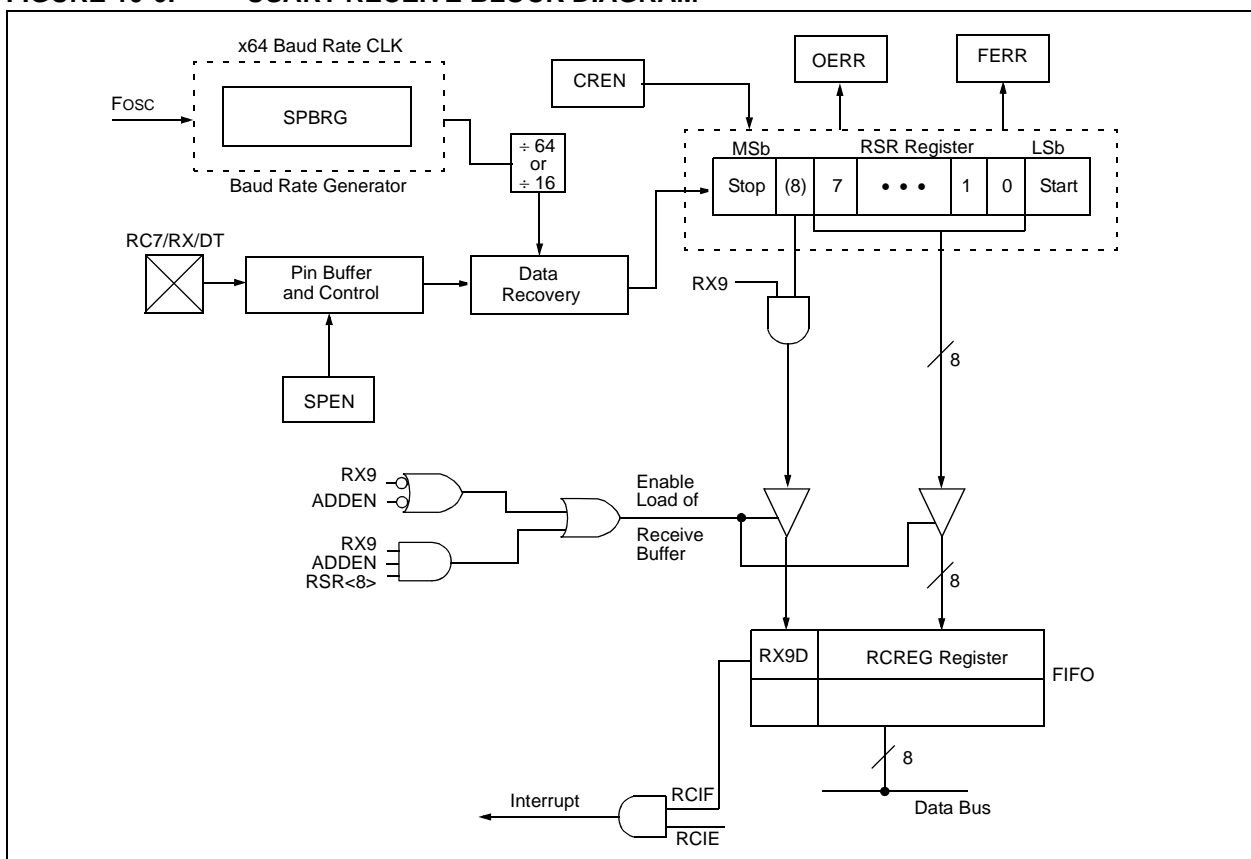 x64 Baud Rate CLK
FOSC
SPBRG
Baud Rate Generator
÷ 64
or
÷ 16
CREN
OERR
FERR
MSb
RSR Register
LSb
Stop (8) 7 • • • 1 0 Start
RC7/RX/DT
Pin Buffer
and Control
Data
Recovery
SPEN
RX9
8
RX9
ADDEN
RX9
ADDEN
RSR<8>
Enable
Load of
Receive
Buffer
8
RX9D
RCREG Register
FIFO
8
Data Bus
Interrupt
RCIF
RCIE